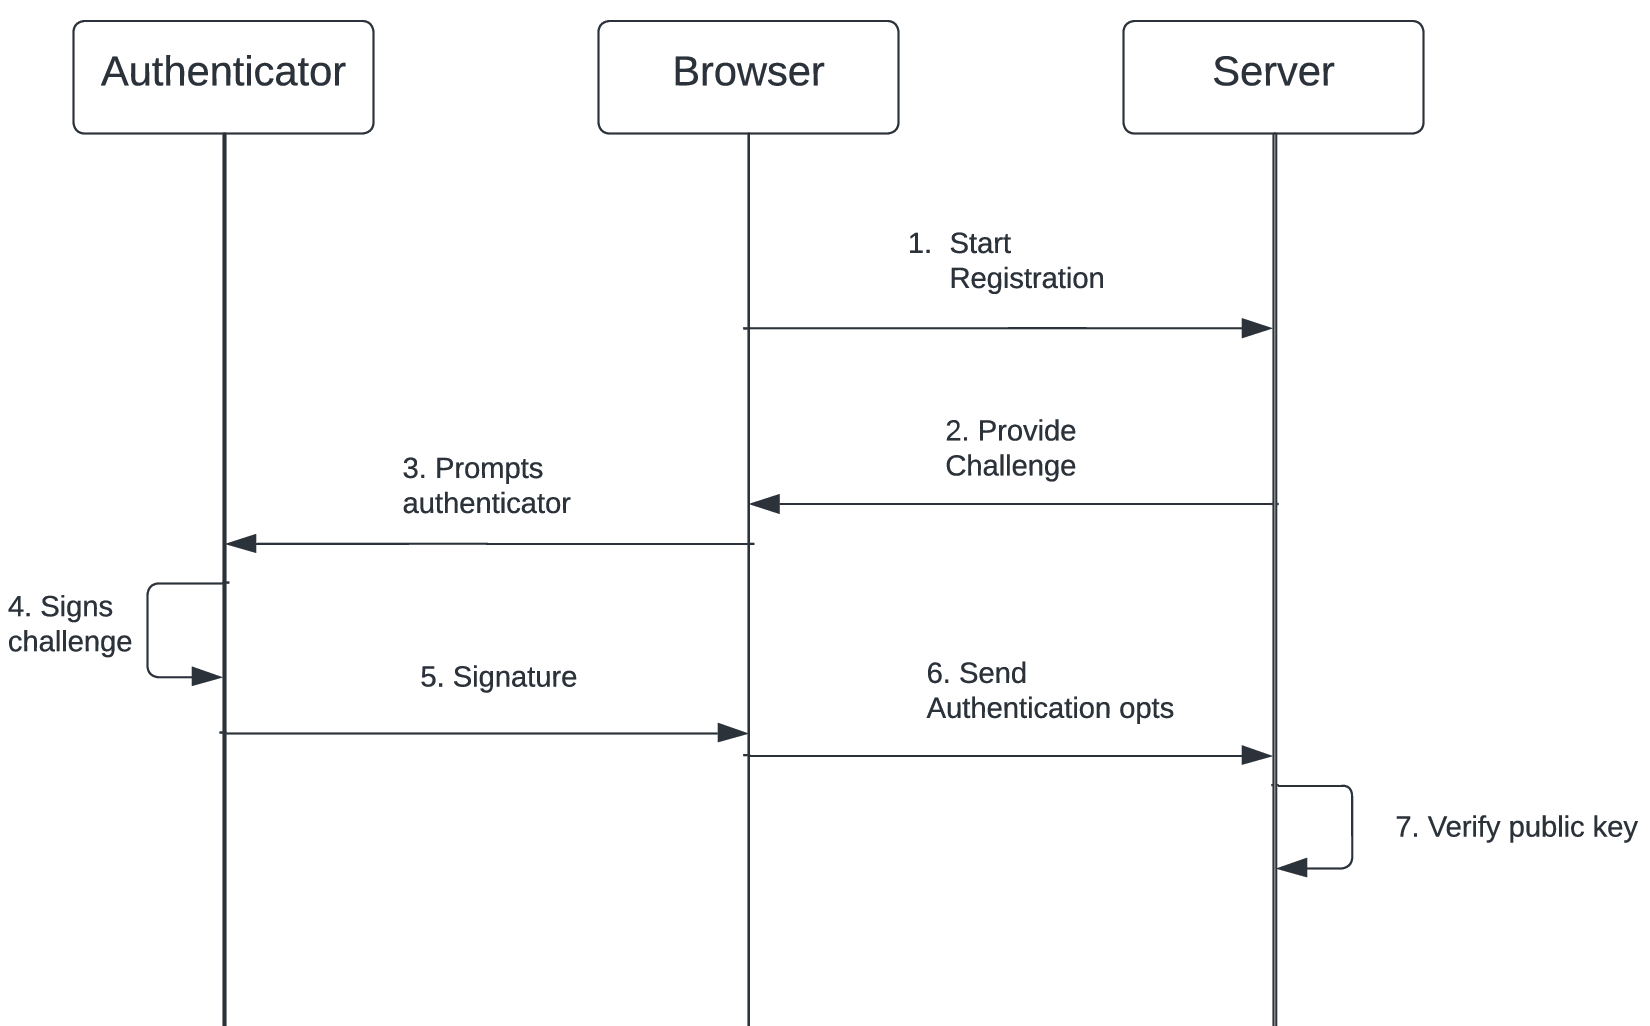 Authenticator
Browser
Server
1. Start
Registration
2. Provide
Challenge
3. Prompts
authenticator
4. Signs
challenge
5. Signature
6. Send
Authentication opts
7. Verify public key